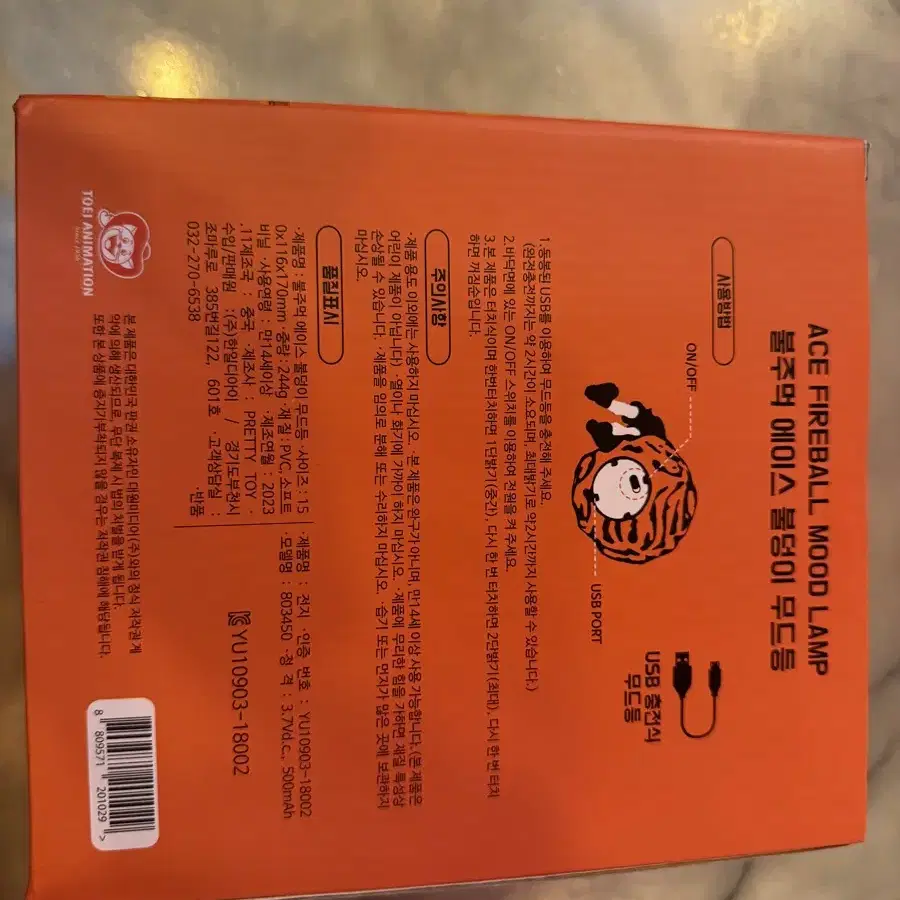 ACE FIREBALL MOOD LAMP
불주먹 에이스 불덩이 무드등
사용방법
ON/OFF
USB PORT
USB 충전식
무드등
1. 동봉된 USB를 이용하여 무드등을 충전해 주세요.
(완전충전까지는 약 2시간이 소요되며, 최대밝기로 약2시간까지 사용할 수 있습니다.)
2. 바닥면에 있는 ON/OFF 스위치를 이용하여 전원을 켜 주세요.
3. 본 제품은 터치식이며 한번터치하면 1단밝기(중간), 다시 한 번 터치하면 2단밝기(최대), 다시 한 번 터치
하면 꺼짐순입니다.
주의사항
·제품 용도 이외에는 사용하지 마십시오. ·본 제품은 완구가 아니며, 만14세 이상 사용 가능합니다. (본 제품은
어린이 제품이 아닙니다) ·열이나 화기에 가까이 하지 마십시오. ·제품에 무리한 힘을 가하면 재질 특성상
손상될 수 있습니다. ·제품을 임의로 분해 또는 수리하지 마십시오. ·습기 또는 먼지가 많은 곳에 보관하지
마십시오.
품질표시
·제품명 : 불주먹 에이스 불덩이 무드등 ·사이즈 : 15
0x116x170mm ·중량 : 244g ·재질 : PVC, 소프트
비닐 ·사용연령 : 만14세이상 ·제조연월 : 2023
.11제조국 : 중국 ·제조사 : PRETTY TOY ·
수입/판매원 : (주)한일디아이 / 경기도부천시
조마루로 385번길122, 601호 ·고객상담실 :
032-270-6538 ·반품
·제품명 : 전지 ·인증 번호 : YU10903-18002
·모델명 : 803450 ·정격 : 3.7Vd.c., 500mAh
YU10903-18002
TOEI ANIMATION
본 제품은 대한민국 판권 소유자인 대원미디어(주)와의 정식 저작권 계
약에 의해 생산되므로, 무단 복제 시 법의 처벌을 받게 됩니다.
또한 본 상품에 증지가 부착되지 않을 경우는 저작권 침해에 해당됩니다.
8 809571 201029 >